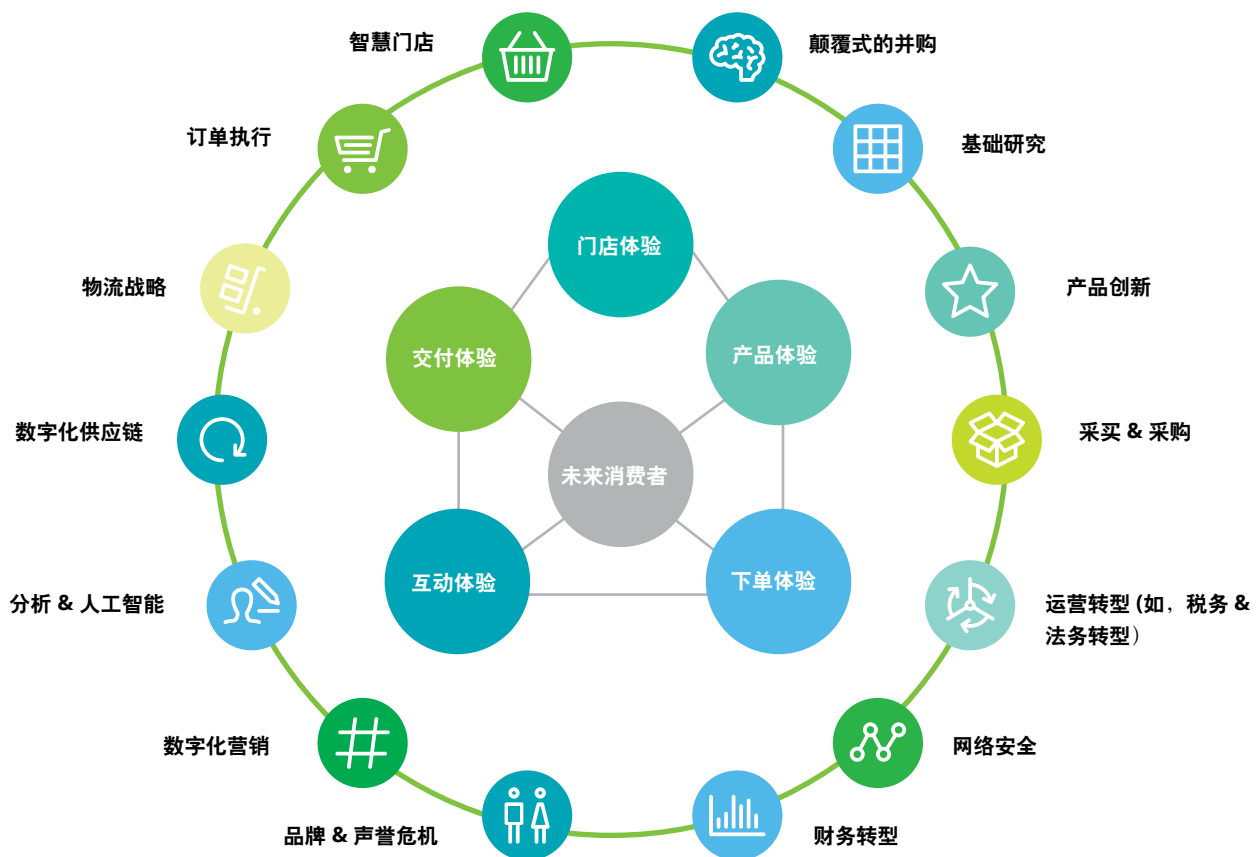 智慧门店
颠覆式的并购
订单执行
基础研究
门店体验
物流战略
产品创新
交付体验
产品体验
数字化供应链
采买 & 采购
未来消费者
互动体验
下单体验
分析 & 人工智能
运营转型 (如，税务 &
法务转型）
数字化营销
网络安全
品牌 & 声誉危机
财务转型